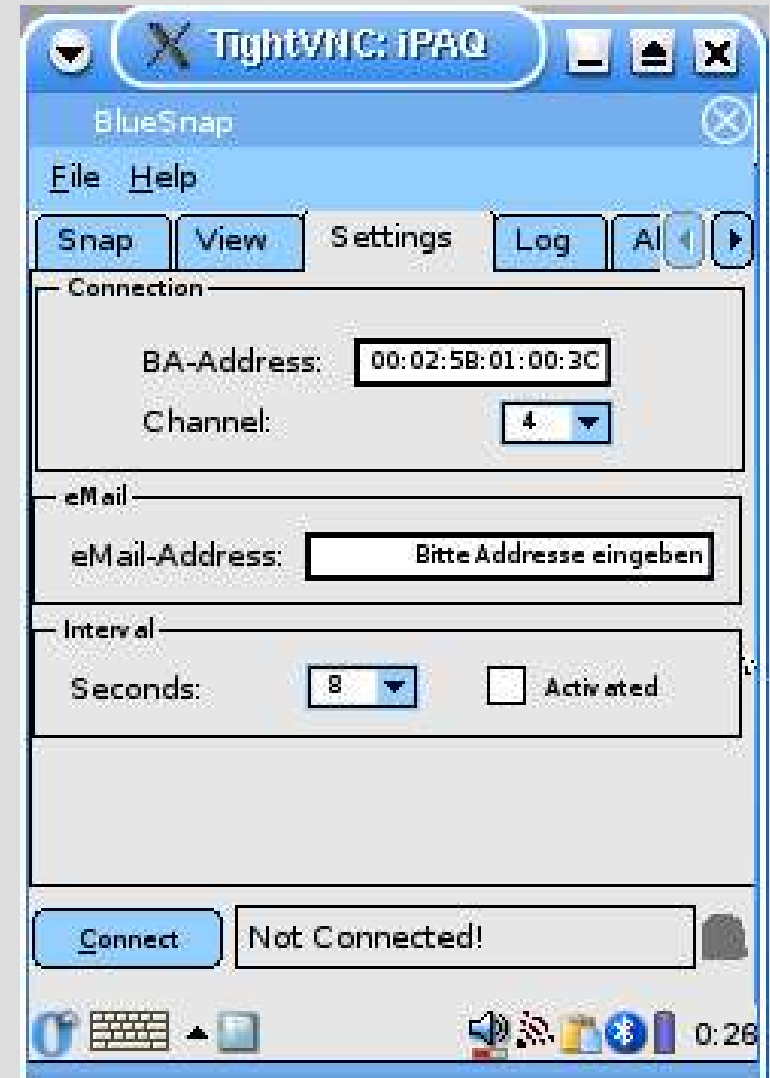 TightVNC: iPAQ
BlueSnap
File Help
Snap View Settings Log Al
Connection
BA-Address: 00:02:5B:01:00:3C
Channel: 4
eMail
eMail-Address: Bitte Addresse eingeben
Interval
Seconds: 8 Activated
Connect Not Connected!
0:26